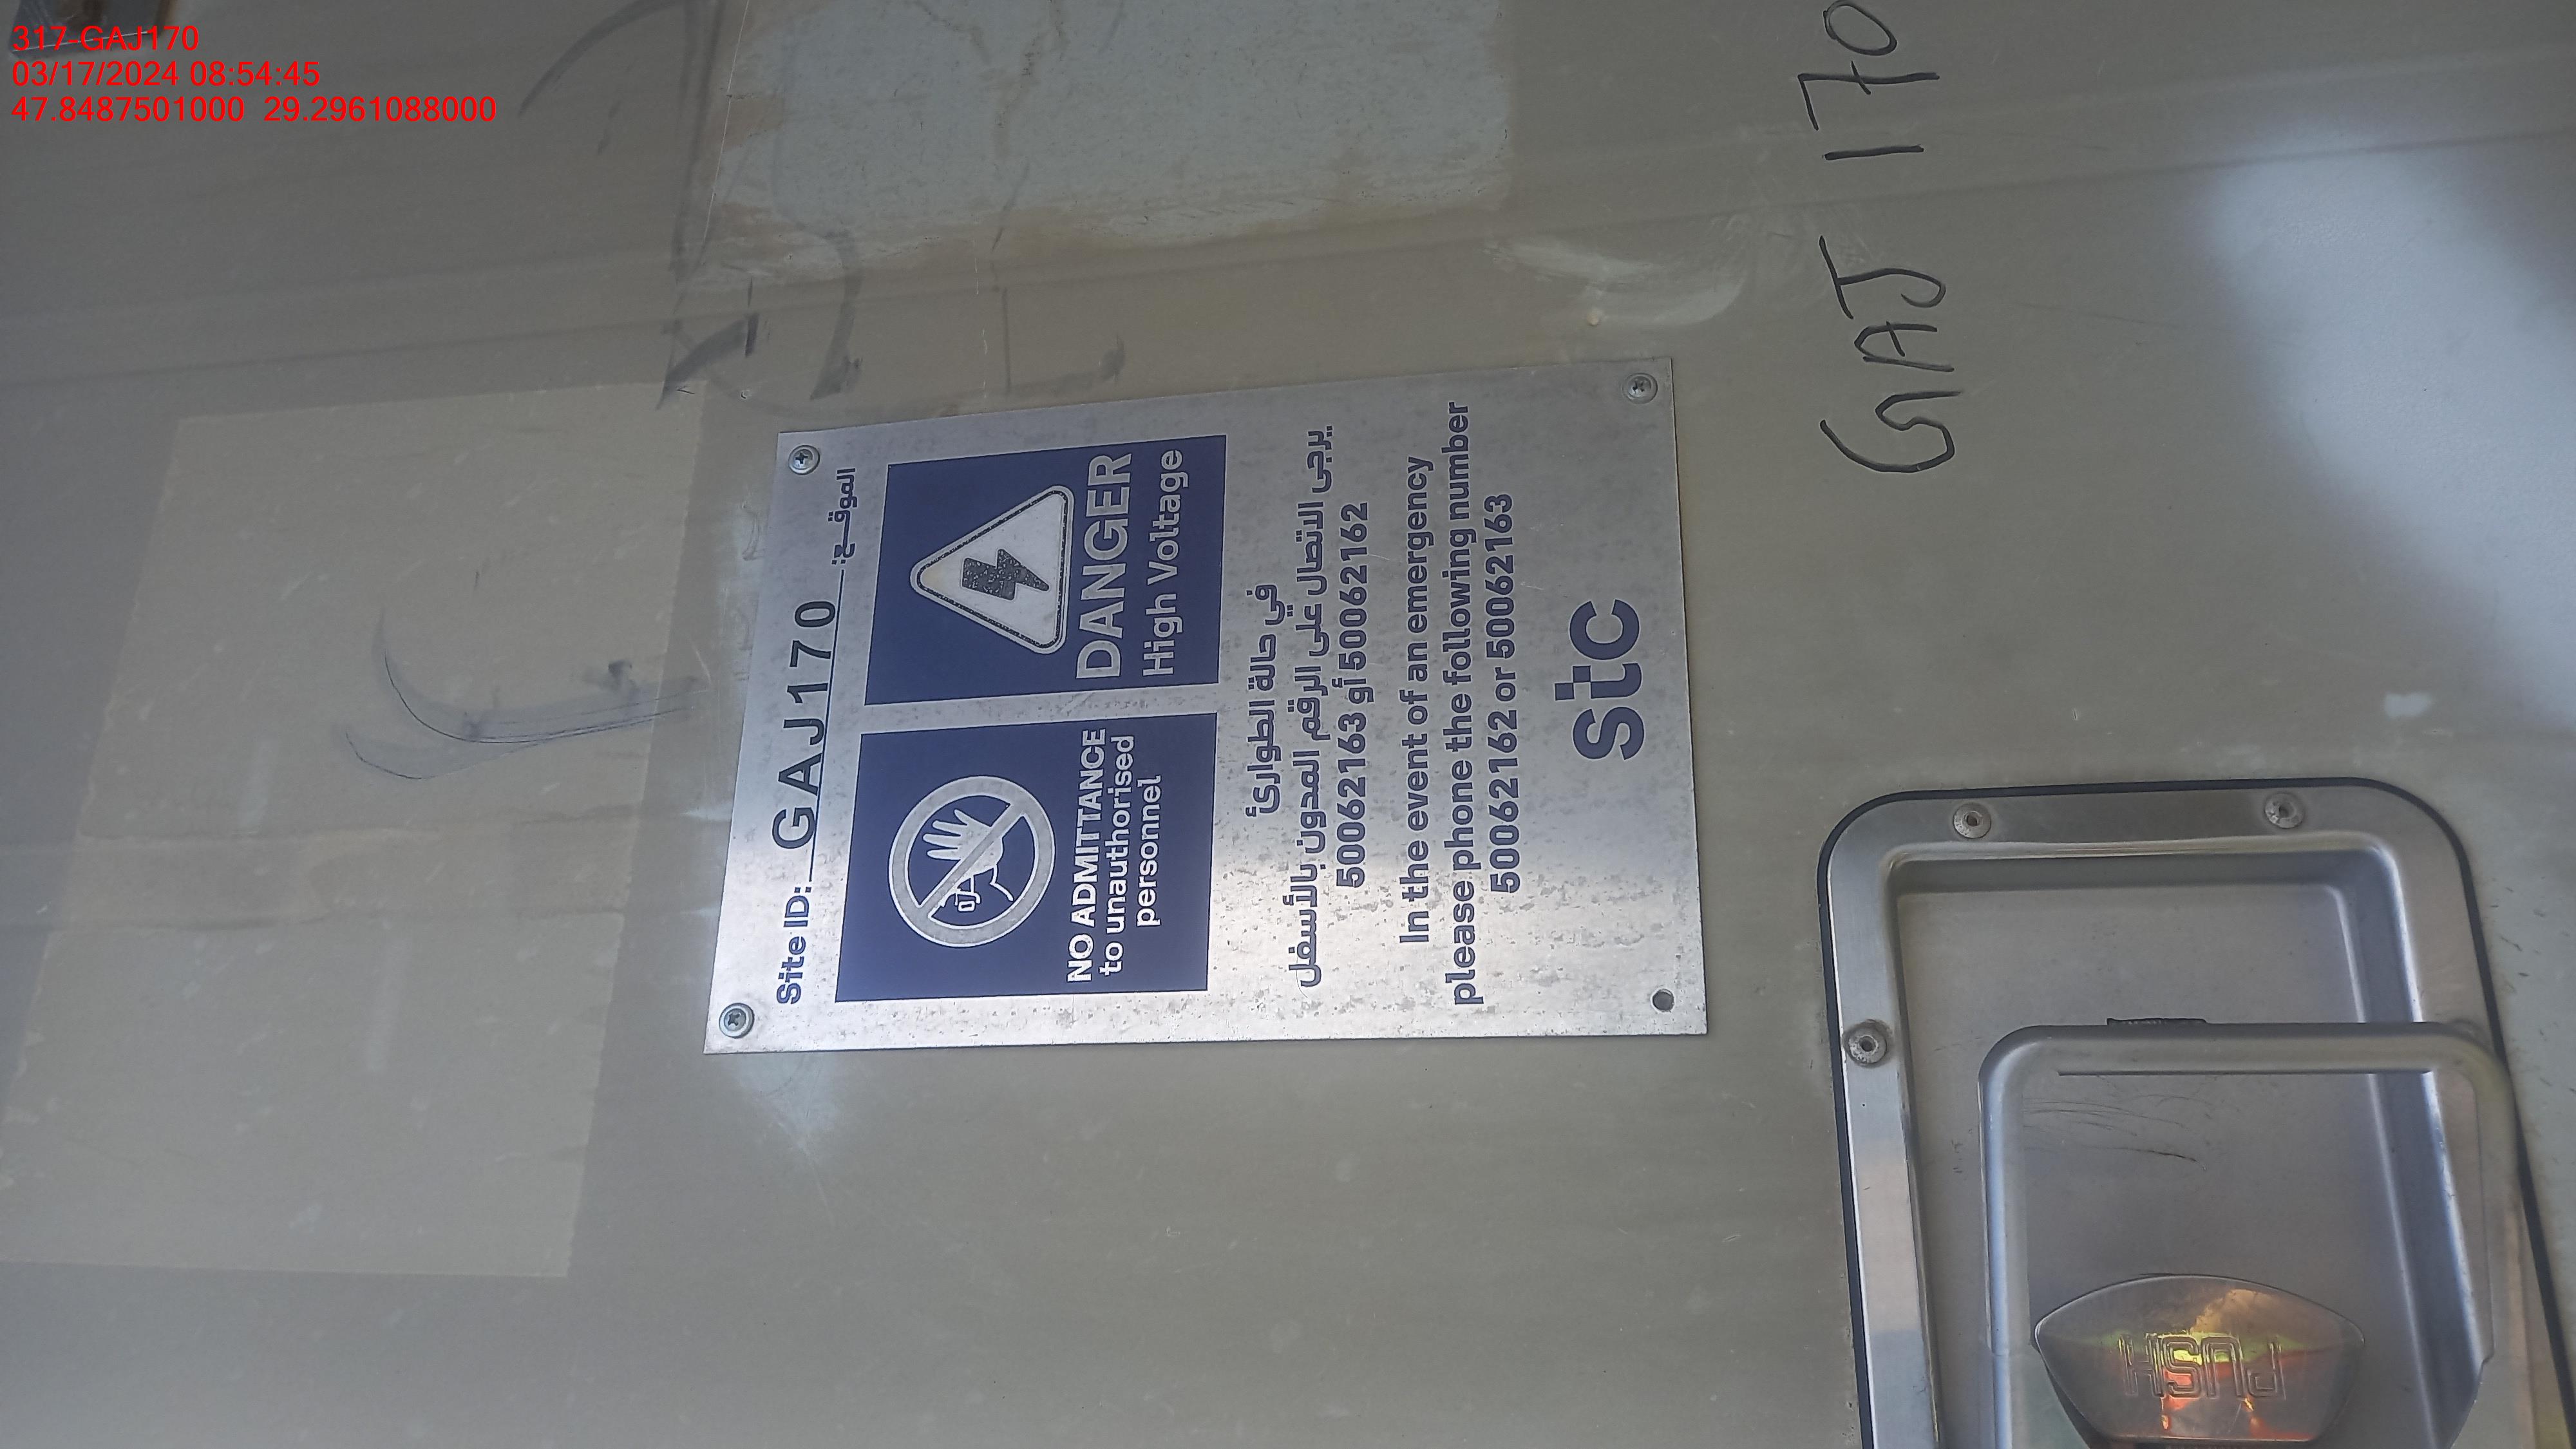 317-GAJ170
03/17/2024 08:54:45
47.8487501000 29.2961088000
Site ID: GAJ170 الموقع:
NO ADMITTANCE
to unauthorised
personnel
DANGER
High Voltage
في حالة الطوارئ
يرجى الاتصال على الرقم المدون بالأسفل
50062163 أو 50062162
In the event of an emergency
please phone the following number
50062162 or 50062163
stc
GAJ 170
PUSH